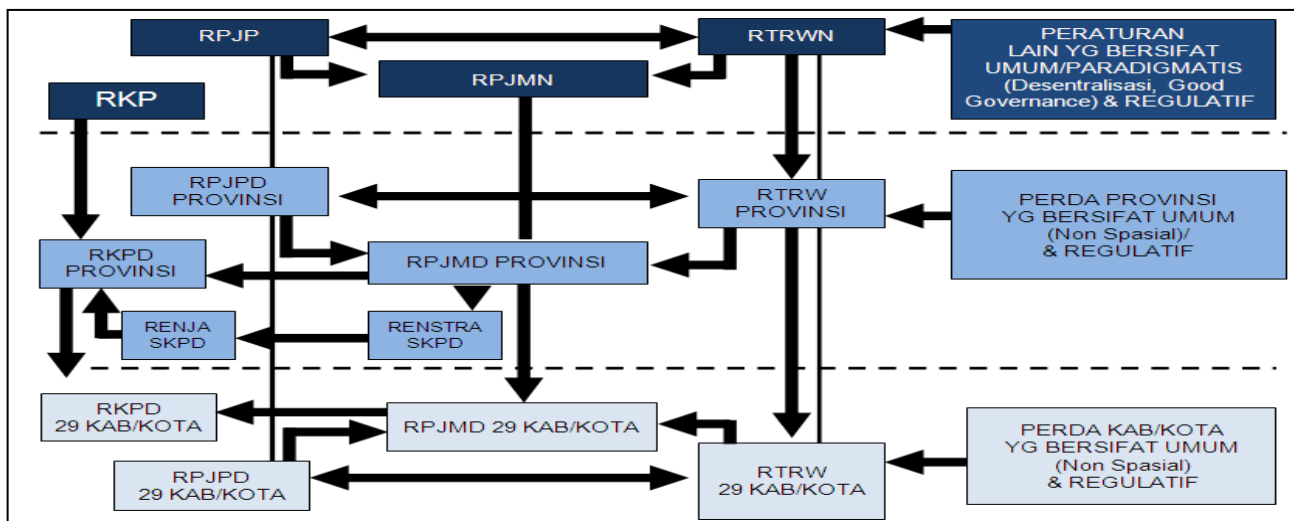 RPJP
RTRWN
PERATURAN
LAIN YG BERSIFAT
UMUM/PARADIGMATIS
(Desentralisasi, Good
Governance) & REGULATIF
RPJMN
RKP
RPJPD
PROVINSI
RTRW
PROVINSI
PERDA PROVINSI
YG BERSIFAT UMUM
(Non Spasial)/
& REGULATIF
RKPD
PROVINSI
RPJMD PROVINSI
RENJA
SKPD
RENSTRA
SKPD
RKPD
29 KAB/KOTA
RPJMD 29 KAB/KOTA
RPJPD
29 KAB/KOTA
RTRW
29 KAB/KOTA
PERDA KAB/KOTA
YG BERSIFAT UMUM
(Non Spasial)
& REGULATIF